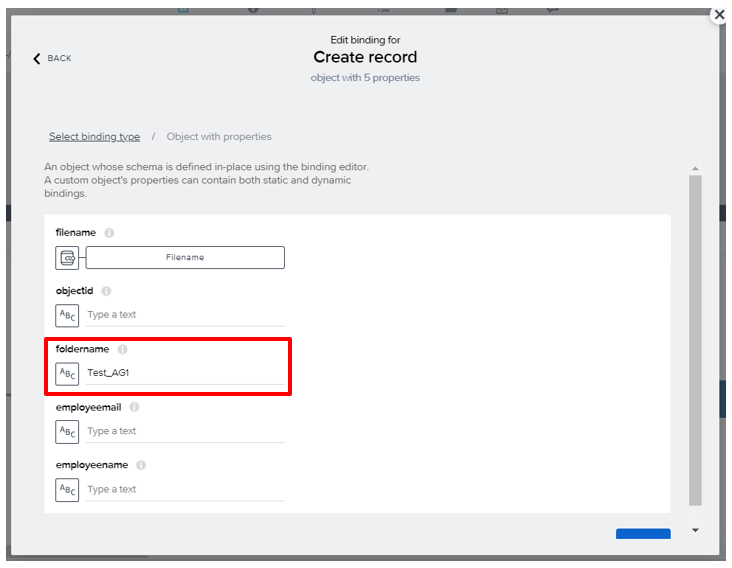 Edit binding for
BACK
Create record
object with 5 properties
Select binding type / Object with properties
An object whose schema is defined in-place using the binding editor.
A custom object's properties can contain both static and dynamic
bindings.
filename
Filename
objectid
ABC Type a text
foldername
ABC Test_AG1
employeemail
ABC Type a text
employeename
ABC Type a text